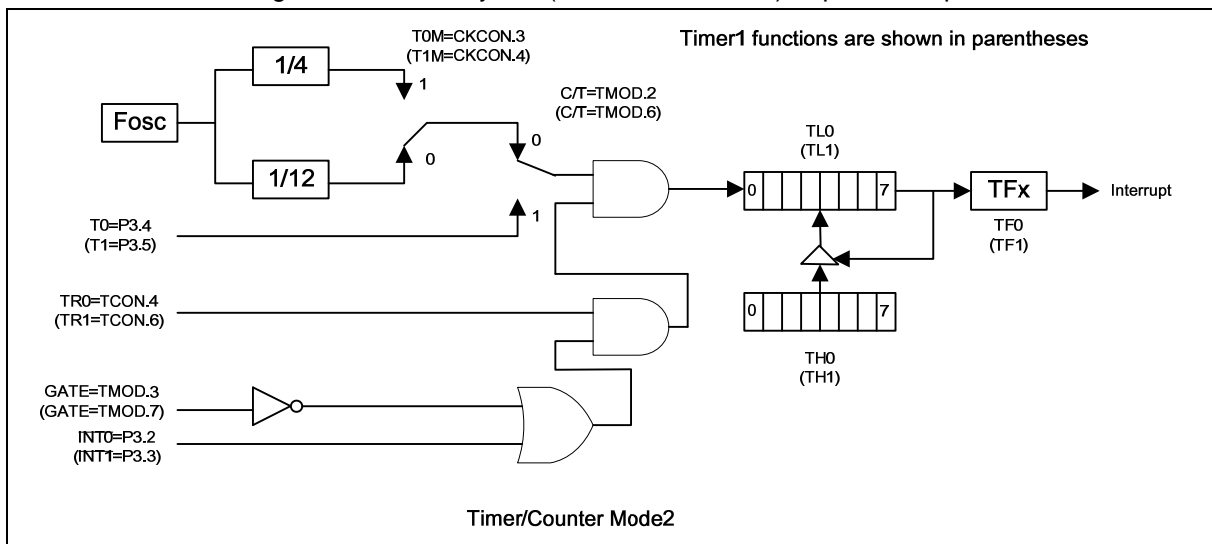 Timer1 functions are shown in parentheses
T0M=CKCON.3
(T1M=CKCON.4)
1/4
1
C/T=TMOD.2
(C/T=TMOD.6)
Fosc
0
0
1/12
TL0
(TL1)
0 7
TFx
Interrupt
TF0
(TF1)
T0=P3.4
(T1=P3.5)
1
TR0=TCON.4
(TR1=TCON.6)
0 7
TH0
(TH1)
GATE=TMOD.3
(GATE=TMOD.7)
INT0=P3.2
(INT1=P3.3)
Timer/Counter Mode2